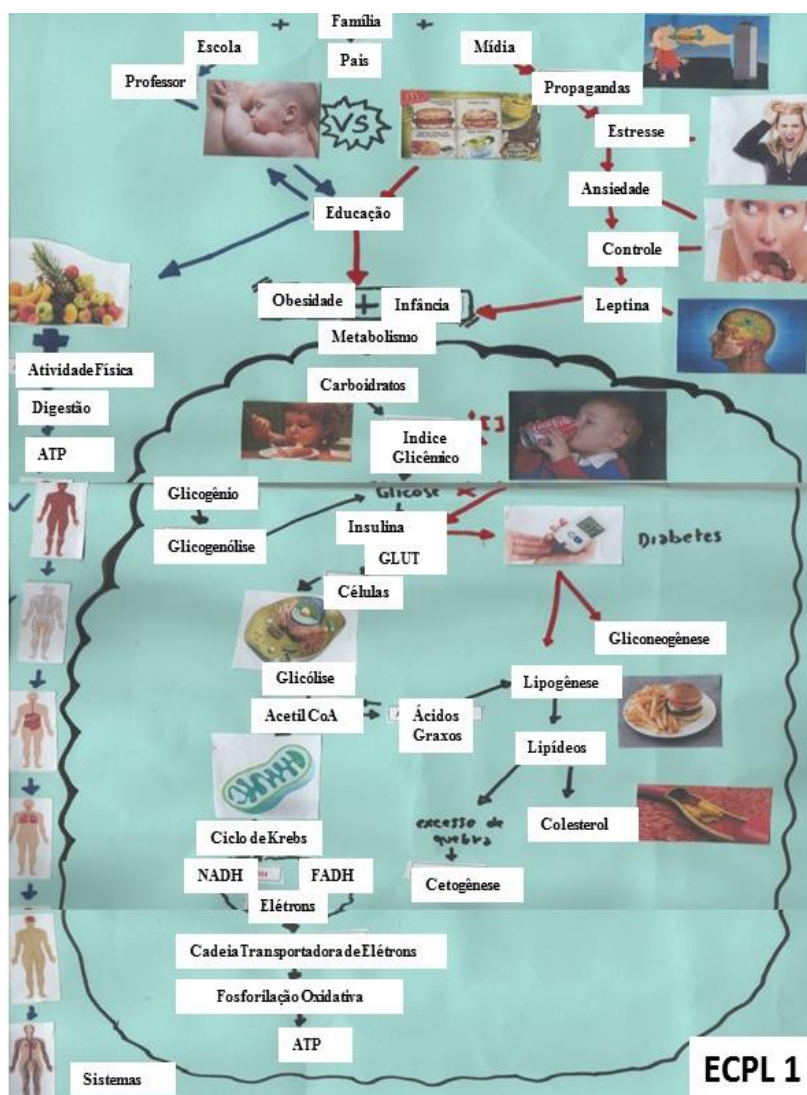 + Família +
Escola
Pais
Mídia
Professor
Propagandas
VS
Estresse
Ansiedade
Educação
Controle
Obesidade + Infância
Leptina
Metabolismo
Atividade Física
Carboidratos
Digestão
Indice
Glicêmico
ATP
Glicogênio
Glicose
Insulina
Glicogenólise
Diabetes
GLUT
Células
Gliconeogênese
Glicólise
Lipogênese
Acetil CoA
Ácidos
Graxos
Lipídeos
excesso de
quebra
Colesterol
Ciclo de Krebs
NADH
FADH
Cetogênese
Elétrons
Cadeia Transportadora de Elétrons
Fosforilação Oxidativa
ATP
Sistemas
ECPL 1